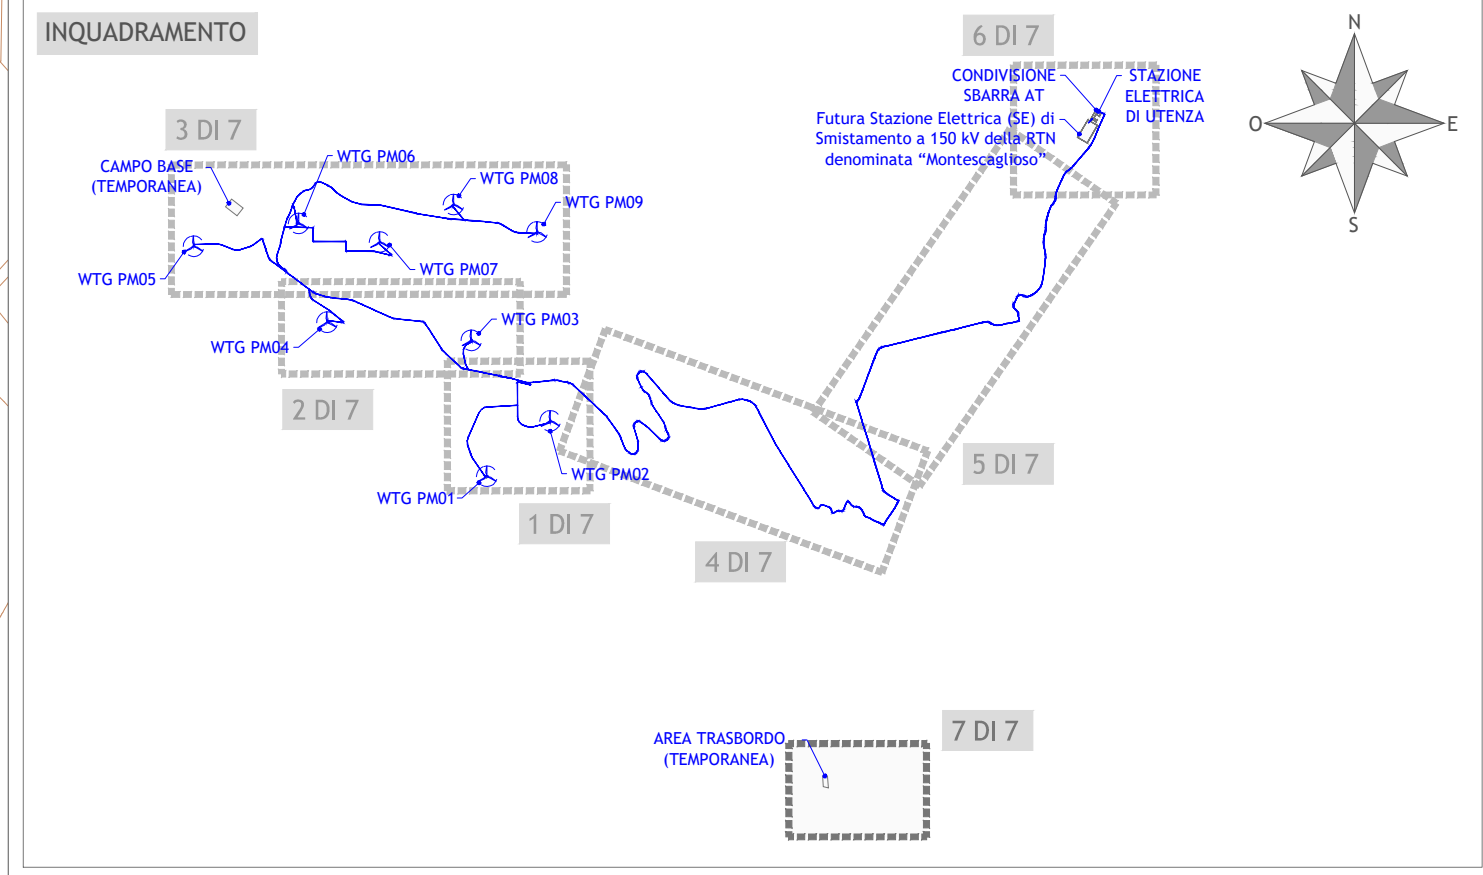 INQUADRAMENTO
6 DI 7
N
CONDIVISIONE
SBARRA AT
STAZIONE
ELETTRICA
DI UTENZA
Futura Stazione Elettrica (SE) di
Smistamento a 150 kV della RTN
denominata “Montescaglioso”
O
E
S
3 DI 7
CAMPO BASE
(TEMPORANEA)
WTG PM06
WTG PM08
WTG PM09
WTG PM05
WTG PM07
WTG PM03
WTG PM04
2 DI 7
WTG PM02
WTG PM01
1 DI 7
5 DI 7
4 DI 7
7 DI 7
AREA TRASBORDO
(TEMPORANEA)